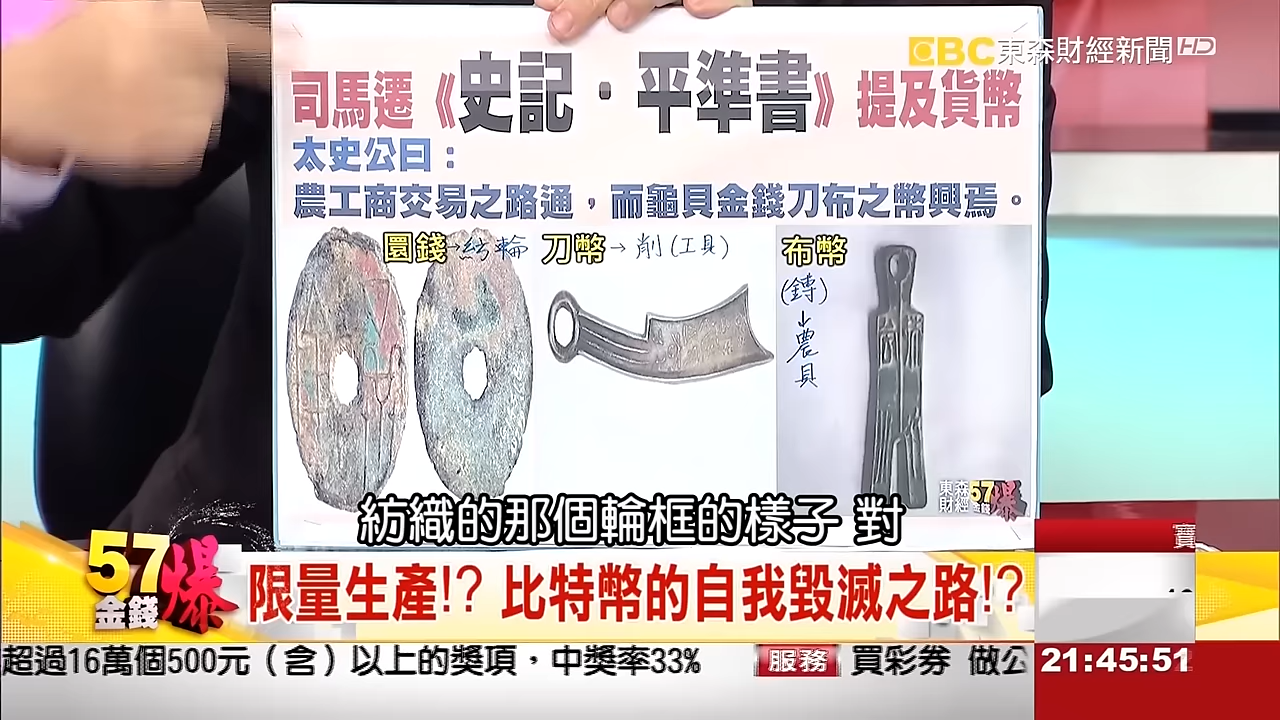 EBC東森財經新聞HD
司馬遷《史記·平準書》提及貨幣
太史公曰：
農工商交易之路通，而龜貝金錢刀布之幣興焉。
圜錢→紡輪
刀幣→削(工具)
布幣
(鎛)
小農具
東森財經57金錢爆
紡織的那個輪框的樣子 對
寶
57金錢爆
限量生產!? 比特幣的自我毀滅之路!?
超過16萬個500元（含）以上的獎項，中獎率33%
服務 買彩券 做公
21:45:51